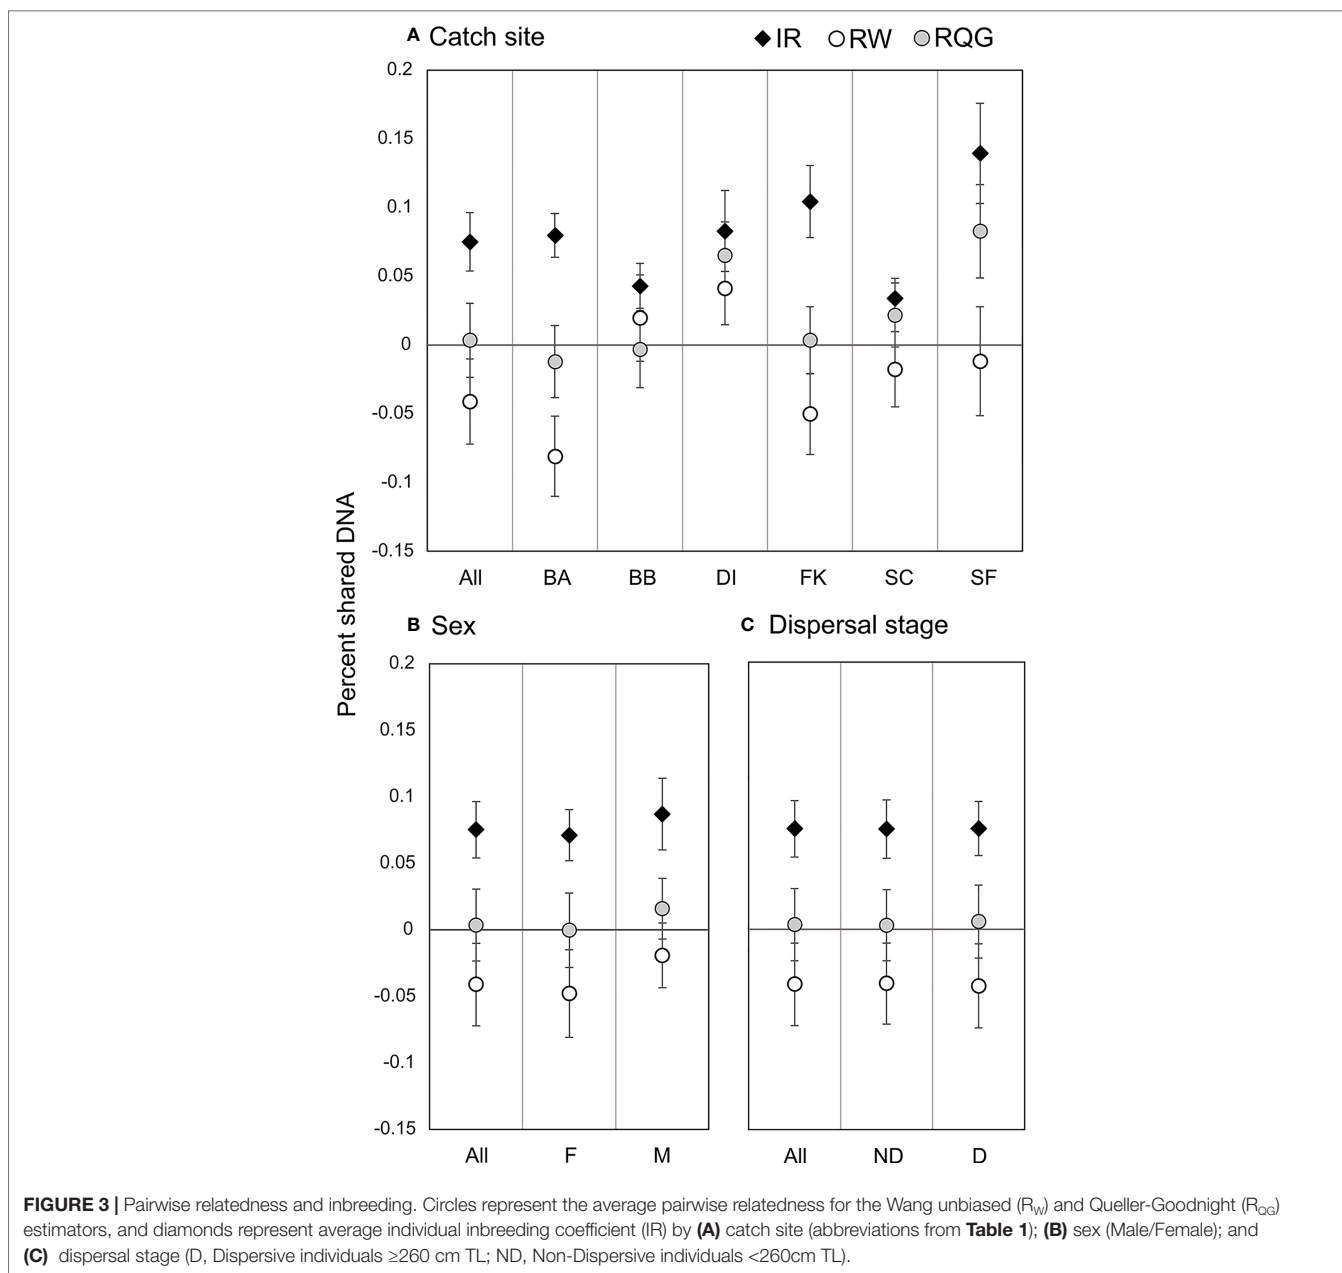 A Catch site
IR RW RQG
0.2
0.15
0.1
0.05
0
-0.05
-0.1
-0.15
All BA BB DI FK SC SF
Percent shared DNA
B Sex
0.2
0.15
0.1
0.05
0
-0.05
-0.1
-0.15
All F M
C Dispersal stage
All ND D
FIGURE 3 | Pairwise relatedness and inbreeding. Circles represent the average pairwise relatedness for the Wang unbiased (RW) and Queller-Goodnight (RQG)
estimators, and diamonds represent average individual inbreeding coefficient (IR) by (A) catch site (abbreviations from Table 1); (B) sex (Male/Female); and
(C) dispersal stage (D, Dispersive individuals ≥260 cm TL; ND, Non-Dispersive individuals <260cm TL).